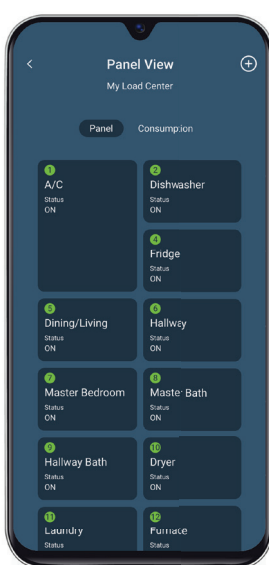 Panel View
My Load Center
Panel
Consumption
1
A/C
Status
ON
2
Dishwasher
Status
ON
4
Fridge
Status
ON
5
Dining/Living
Status
ON
6
Hallway
Status
ON
7
Master Bedroom
Status
ON
8
Master Bath
Status
ON
9
Hallway Bath
Status
ON
10
Dryer
Status
ON
11
Laundry
Status
12
Furnace
Status